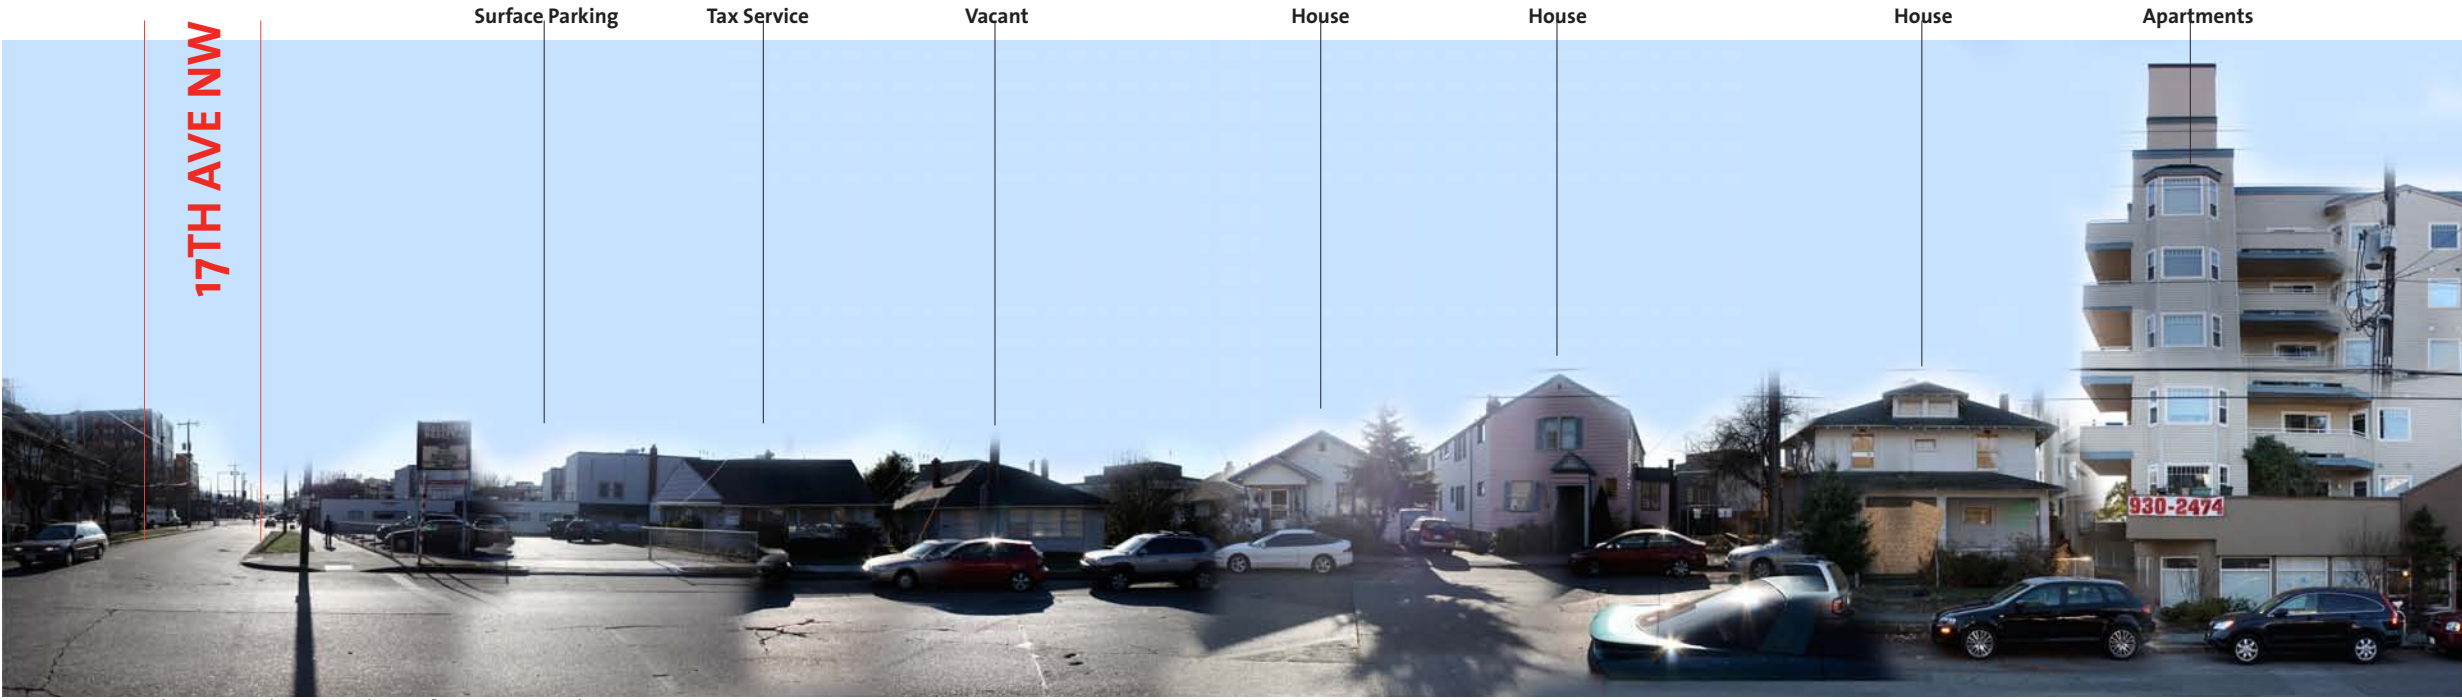 Surface Parking
Tax Service
Vacant
House
House
House
Apartments
17TH AVE NW
930-2474